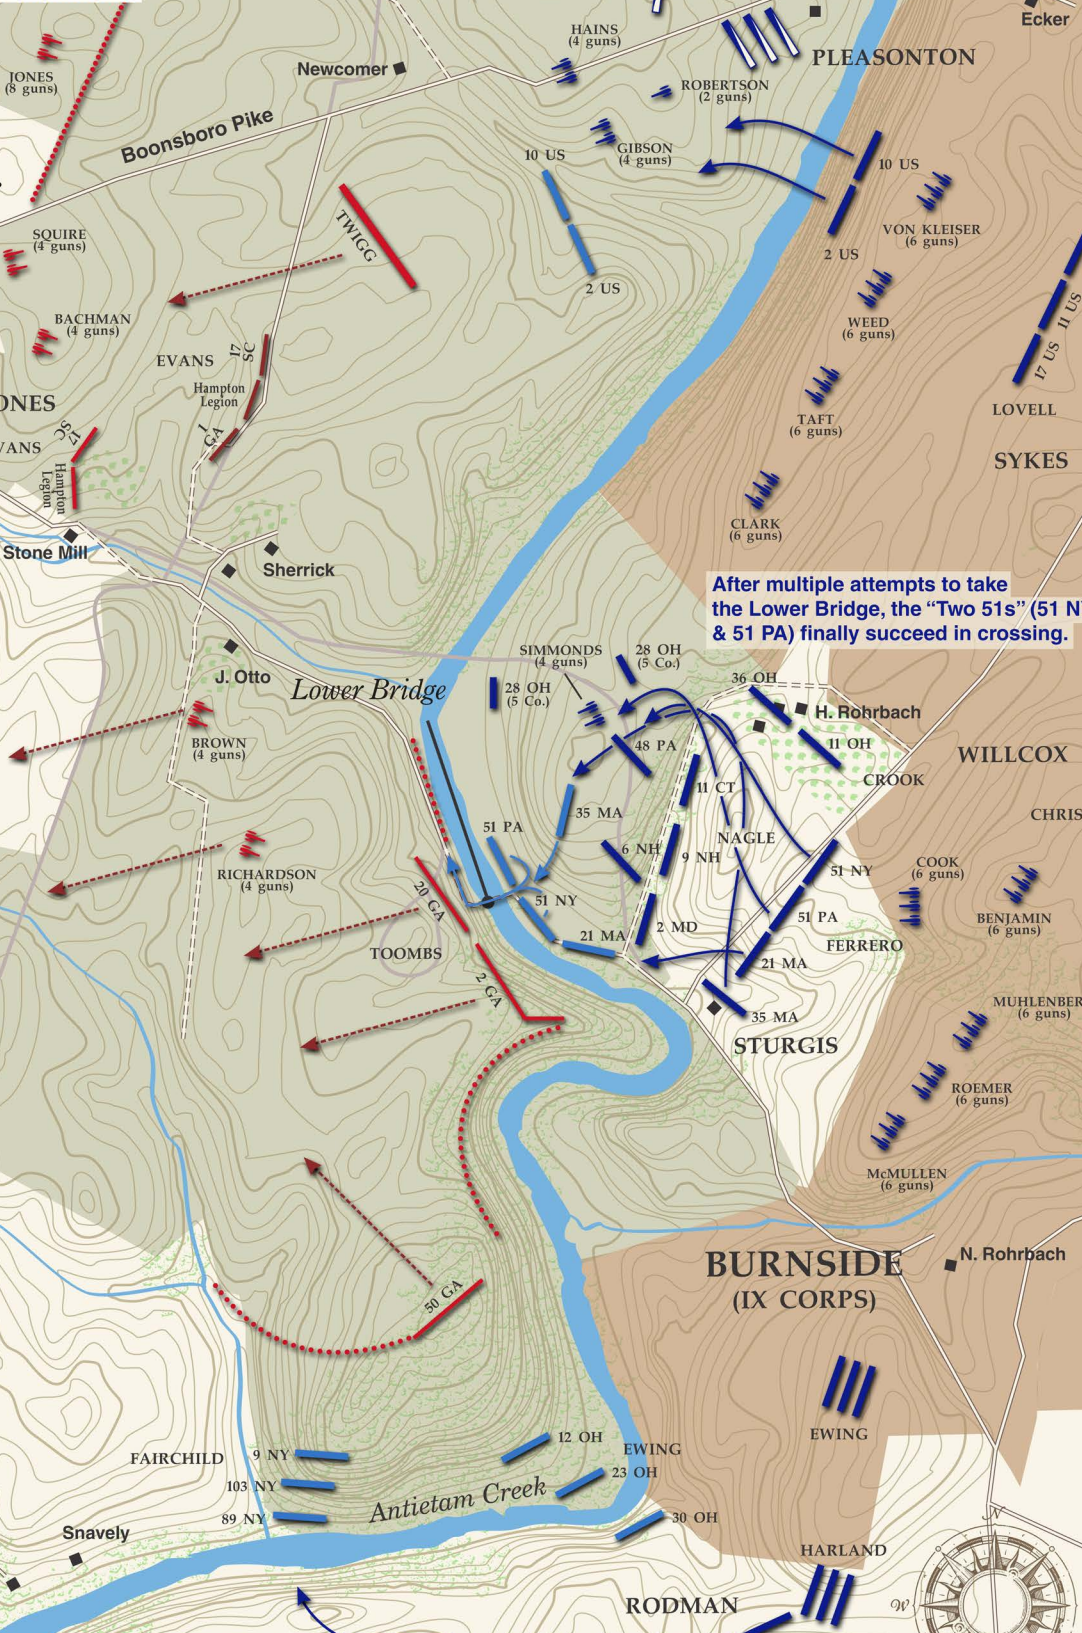 Ecker
HAINS
(4 guns)
PLEASONTON
JONES
(8 guns)
Newcomer
ROBERTSON
(2 guns)
Boonsboro Pike
GIBSON
(4 guns)
10 US
10 US
TWIGG
SQUIRE
(4 guns)
VON KLEISER
(6 guns)
2 US
2 US
11 US
BACHMAN
(4 guns)
WEED
(6 guns)
17 US
EVANS
17
SC
Hampton
Legion
ONES
LOVELL
TAFT
(6 guns)
1
GA
17
SC
VANS
SYKES
Hampton
Legion
CLARK
(6 guns)
Stone Mill
Sherrick
After multiple attempts to take
the Lower Bridge, the “Two 51s” (51 N
& 51 PA) finally succeed in crossing.
J. Otto
SIMMONDS
(4 guns)
28 OH
(5 Co.)
Lower Bridge
28 OH
(5 Co.)
36 OH
H. Rohrbach
BROWN
(4 guns)
48 PA
11 OH
WILLCOX
CROOK
11 CT
35 MA
CHRIS
51 PA
NAGLE
6 NH
9 NH
RICHARDSON
(4 guns)
51 NY
COOK
(6 guns)
20 GA
51 NY
BENJAMIN
(6 guns)
51 PA
2 MD
21 MA
FERRERO
TOOMBS
21 MA
2 GA
35 MA
MUHLENBER
(6 guns)
STURGIS
ROEMER
(6 guns)
McMULLEN
(6 guns)
BURNSIDE
(IX CORPS)
N. Rohrbach
50 GA
EWING
FAIRCHILD
9 NY
12 OH
EWING
23 OH
103 NY
Antietam Creek
89 NY
30 OH
Snavely
N
HARLAND
RODMAN
W